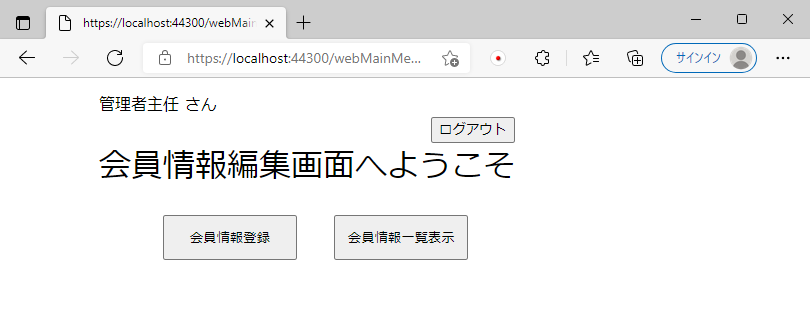 https://localhost:44300/webMain
https://localhost:44300/webMainMe...
サインイン
管理者主任 さん
ログアウト
会員情報編集画面へようこそ
会員情報登録 会員情報一覧表示